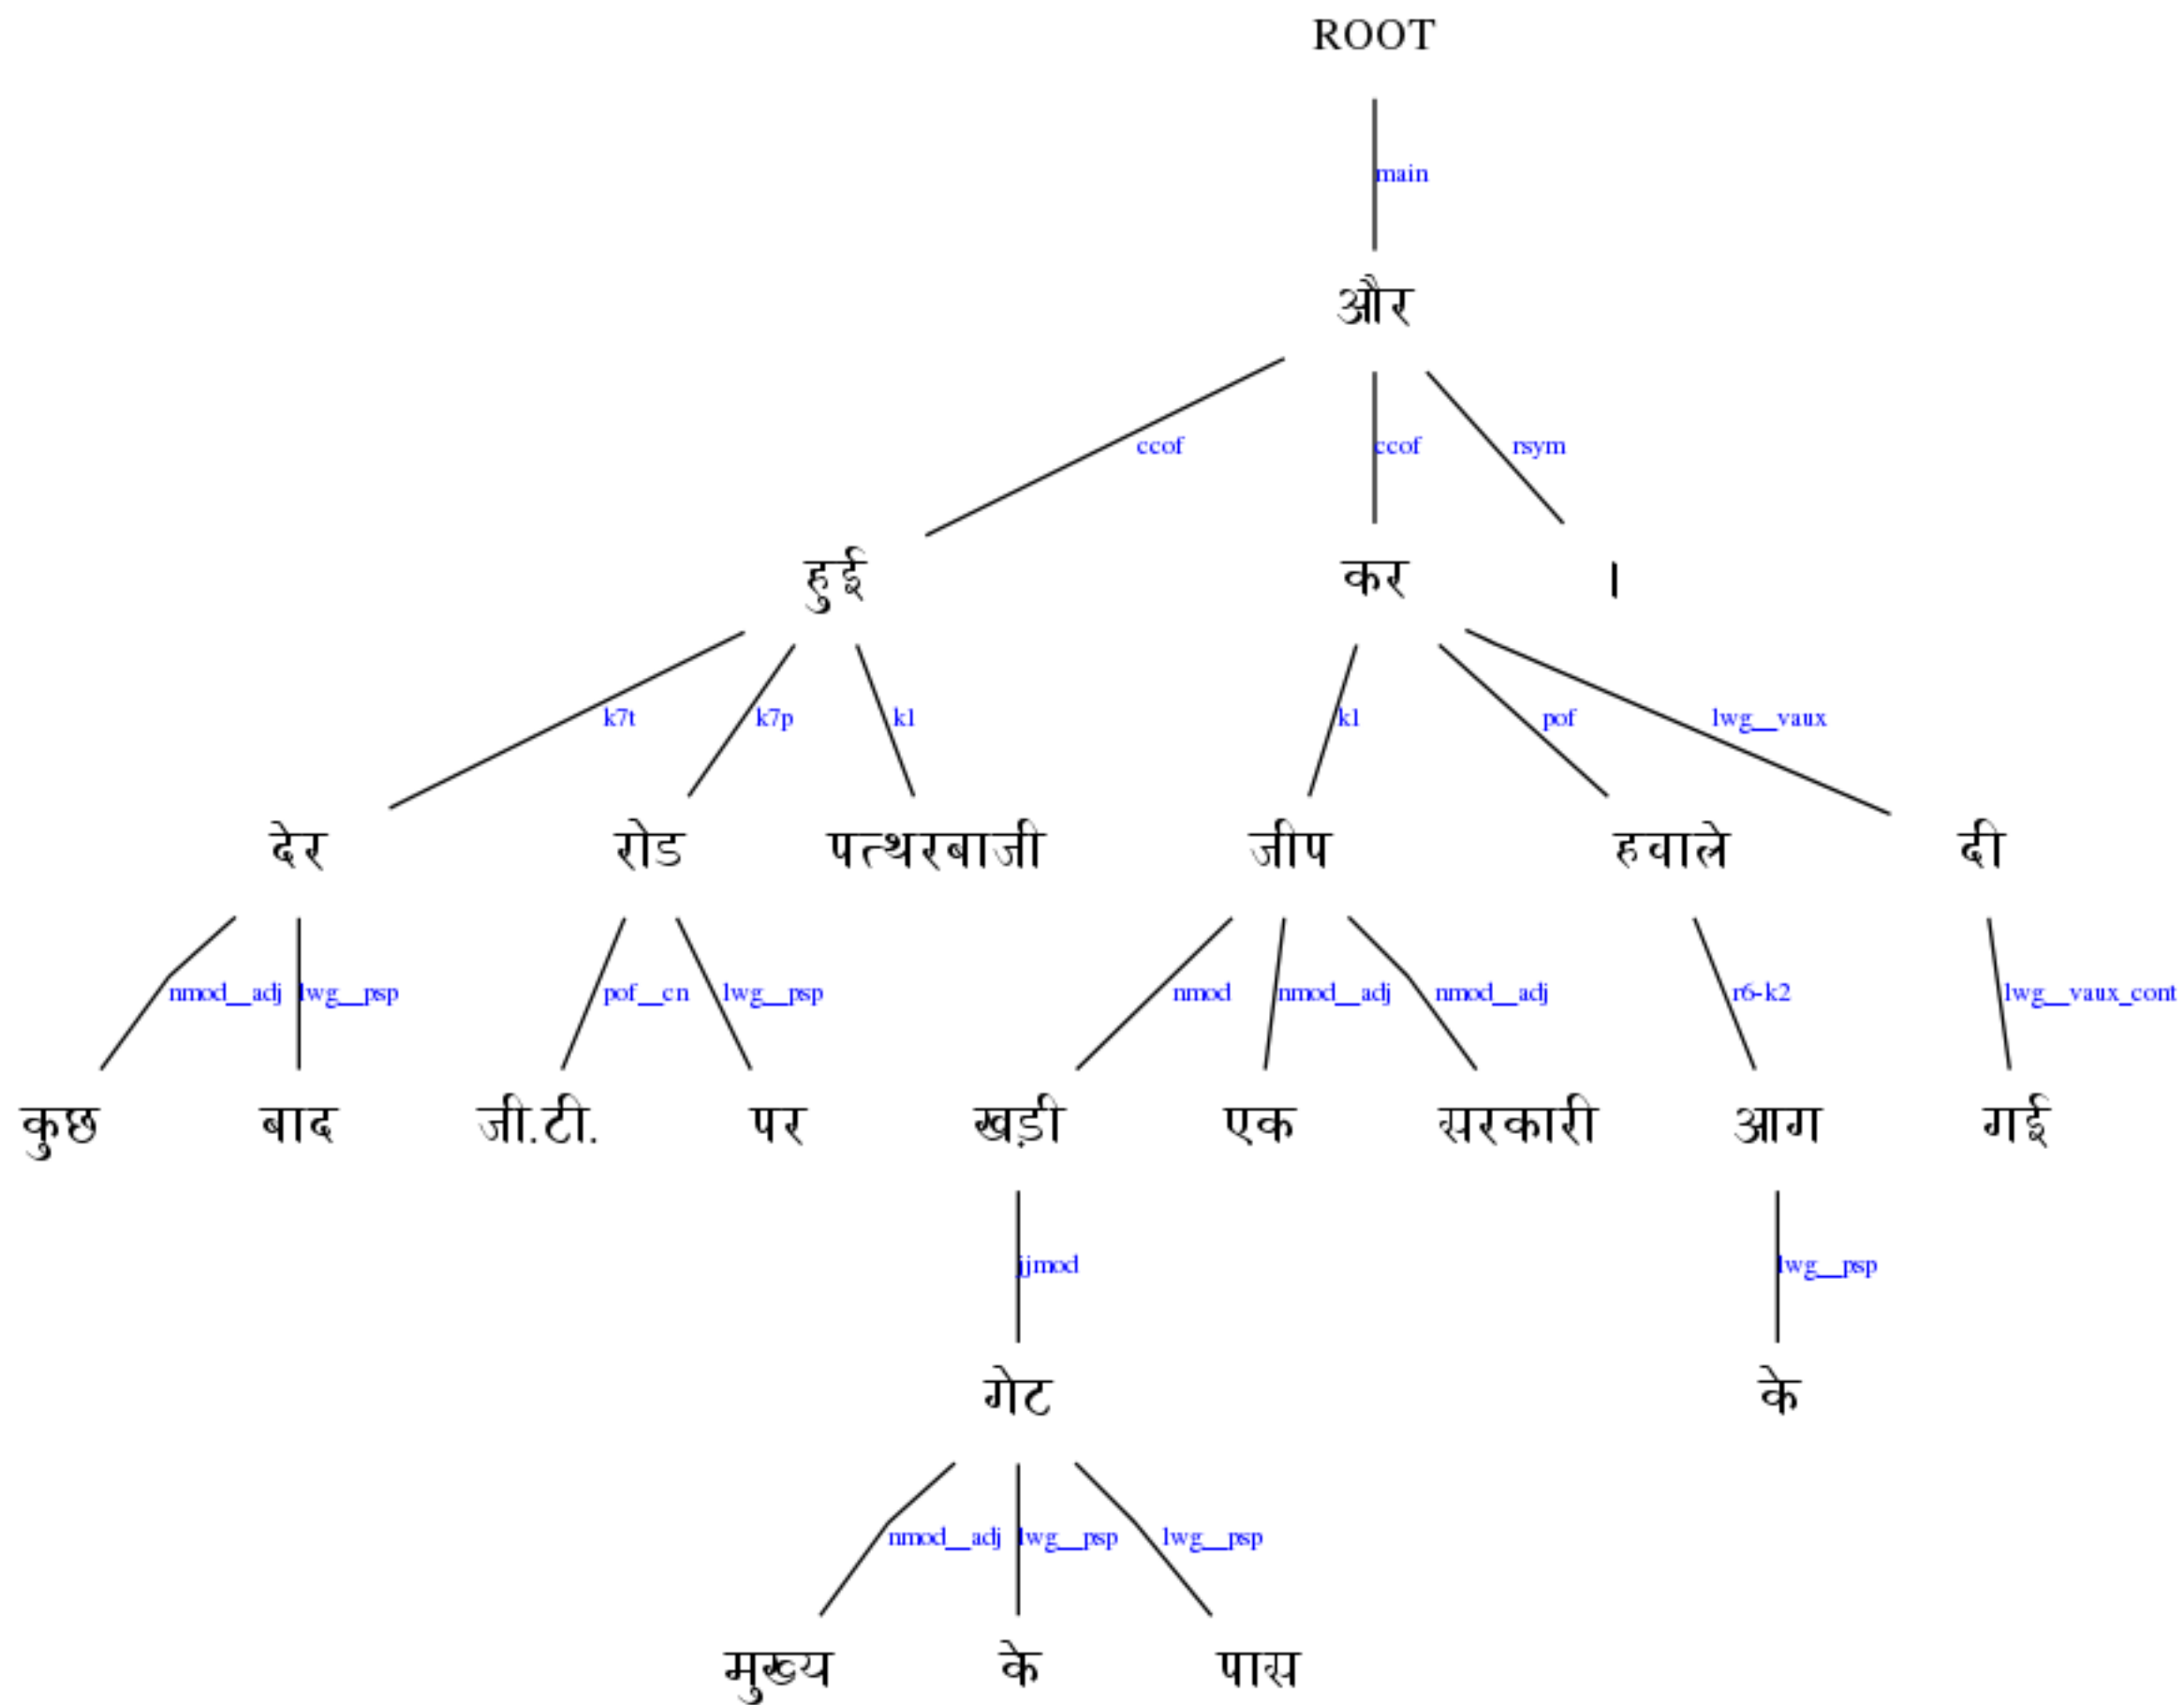 ROOT
main
और
ccof ccof rsym
हुई कर ।
k7t k7p k1 k1 pof lwg__vaux
देर रोड पत्थरबाजी जीप हवाले दी
nmod__adj lwg__psp pof__cn lwg__psp nmod nmod__adj nmod__adj r6-k2 lwg__vaux_cont
कुछ बाद जी.टी. पर खड़ी एक सरकारी आग गई
jjmod lwg__psp
गेट के
nmod__adj lwg__psp lwg__psp
मुख्य के पास